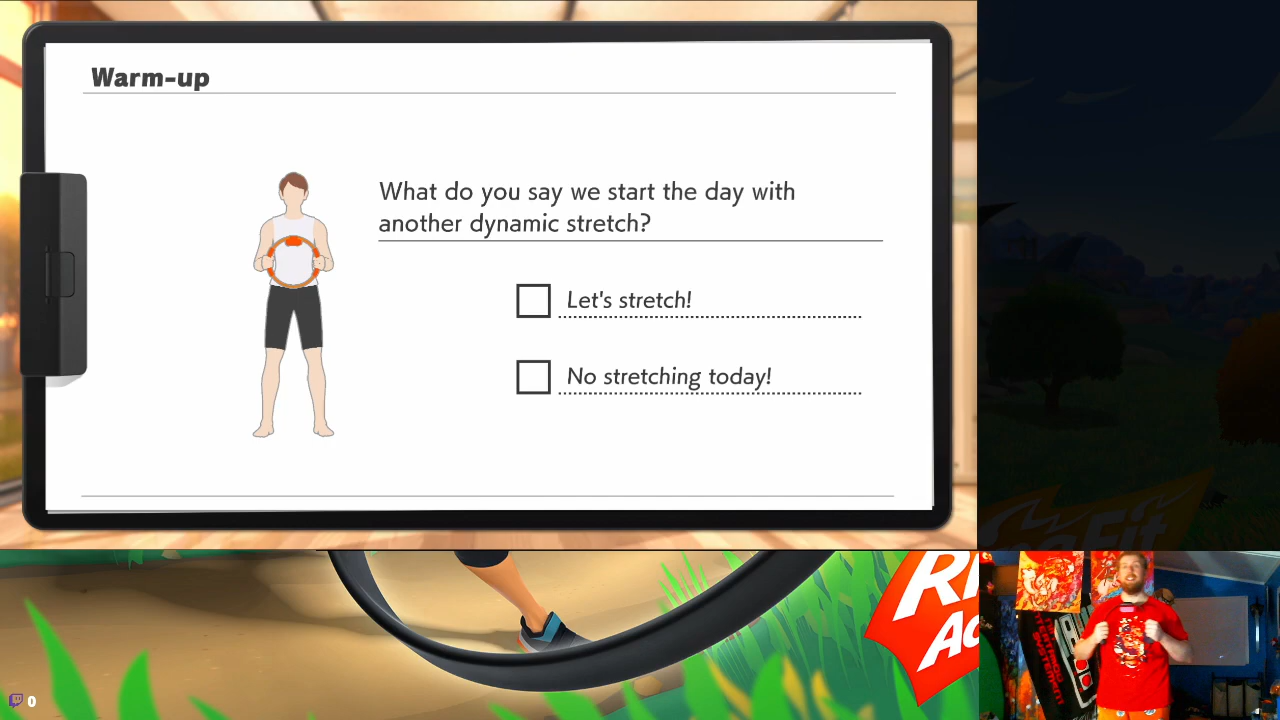 Warm-up
What do you say we start the day with
another dynamic stretch?
Let's stretch!
No stretching today!
0